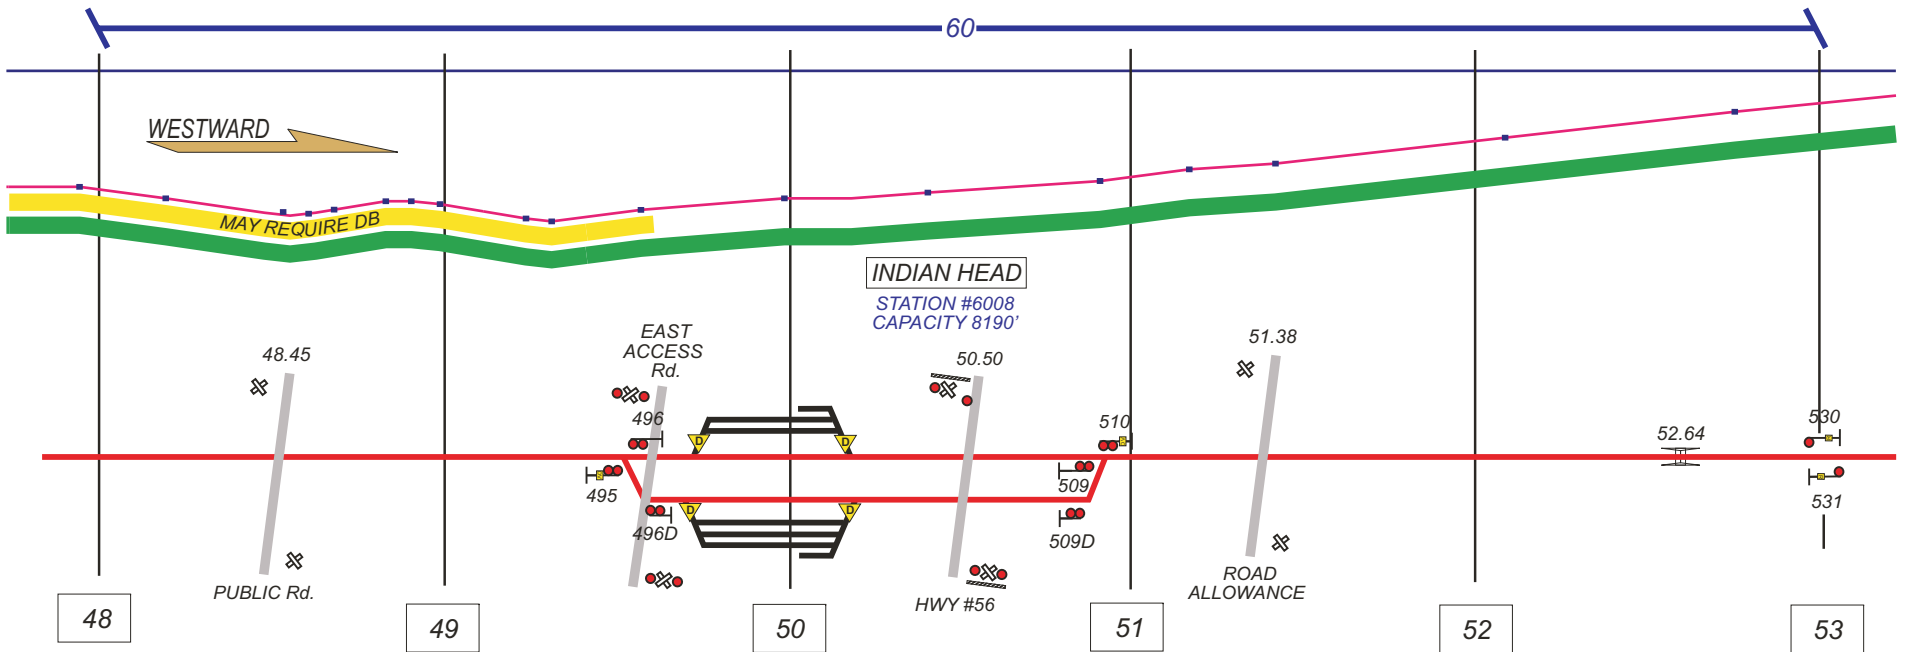 60
WESTWARD
MAY REQUIRE DB
INDIAN HEAD
STATION #6008
CAPACITY 8190'
EAST
ACCESS
Rd.
48.45
50.50
51.38
496
510
52.64
530
D
D
495
509
531
D
D
496D
509D
PUBLIC Rd.
HWY #56
ROAD
ALLOWANCE
48
49
50
51
52
53